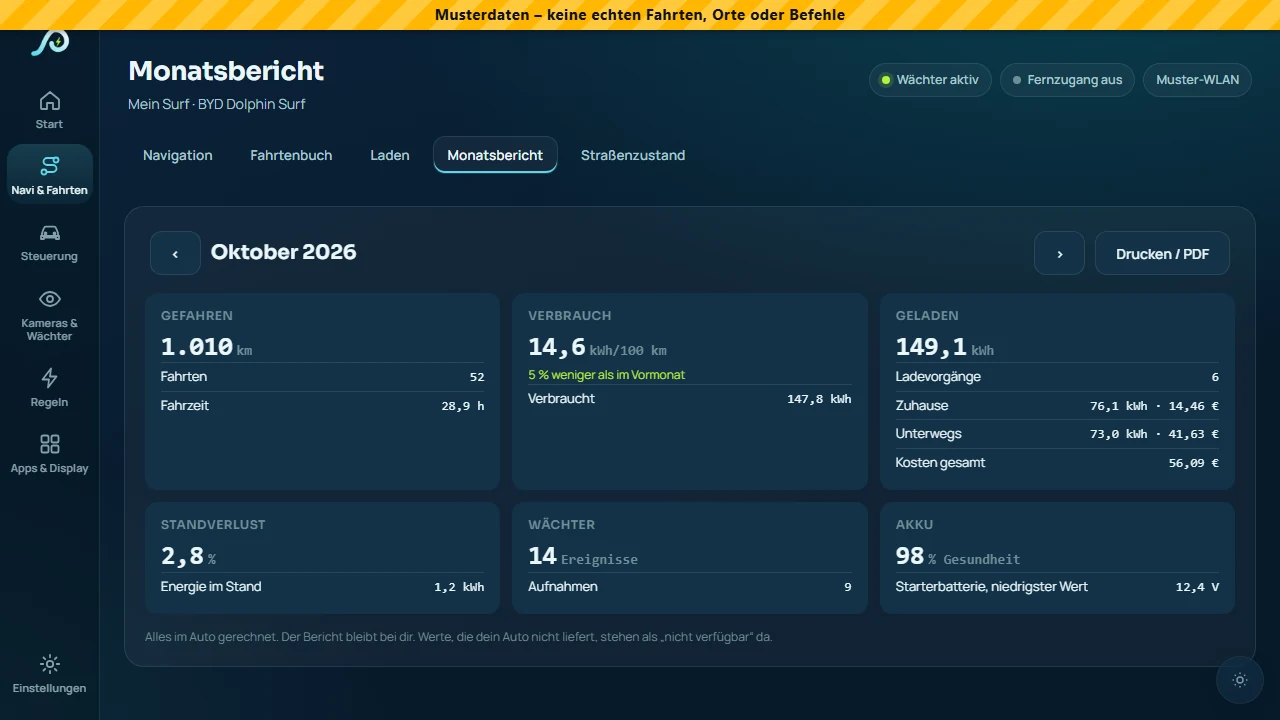 Musterdaten – keine echten Fahrten, Orte oder Befehle
Monatsbericht
Mein Surf · BYD Dolphin Surf
Wächter aktiv
Fernzugang aus
Muster-WLAN
Start
Navi & Fahrten
Steuerung
Kameras &
Wächter
Regeln
Apps & Display
Einstellungen
Navigation
Fahrtenbuch
Laden
Monatsbericht
Straßenzustand
‹
Oktober 2026
›
Drucken / PDF
GEFAHREN
1.010 km
Fahrten 52
Fahrzeit 28,9 h
VERBRAUCH
14,6 kWh/100 km
5 % weniger als im Vormonat
Verbraucht 147,8 kWh
GELADEN
149,1 kWh
Ladevorgänge 6
Zuhause 76,1 kWh · 14,46 €
Unterwegs 73,0 kWh · 41,63 €
Kosten gesamt 56,09 €
STANDVERLUST
2,8 %
Energie im Stand 1,2 kWh
WÄCHTER
14 Ereignisse
Aufnahmen 9
AKKU
98 % Gesundheit
Starterbatterie, niedrigster Wert 12,4 V
Alles im Auto gerechnet. Der Bericht bleibt bei dir. Werte, die dein Auto nicht liefert, stehen als „nicht verfügbar“ da.